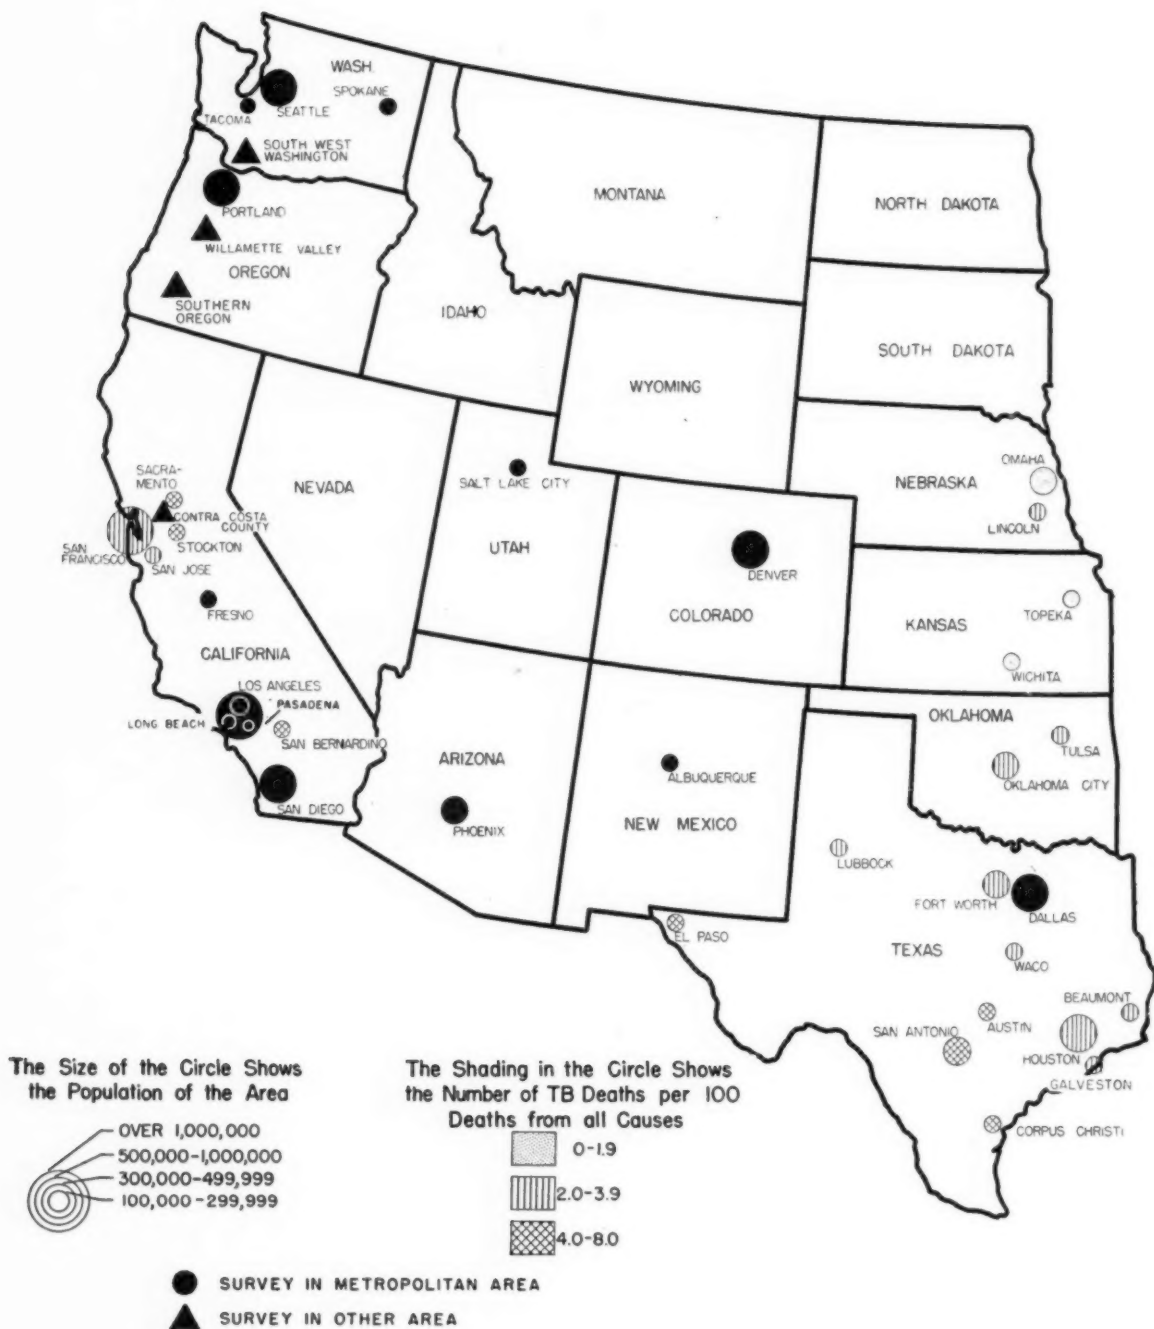 WASH.
SPOKANE
TACOMA
SEATTLE
SOUTH WEST
WASHINGTON
PORTLAND
WILLAMETTE VALLEY
OREGON
SOUTHERN
OREGON
MONTANA
NORTH DAKOTA
IDAHO
SOUTH DAKOTA
WYOMING
SACRA-
MENTO
CONTRA COSTA
COUNTY
STOCKTON
SAN
FRANCISCO
SAN JOSE
NEVADA
SALT LAKE CITY
UTAH
OMAHA
NEBRASKA
LINCOLN
DENVER
COLORADO
TOPEKA
KANSAS
WICHITA
FRESNO
CALIFORNIA
LOS ANGELES
PASADENA
LONG BEACH
SAN BERNARDINO
SAN DIEGO
ARIZONA
PHOENIX
ALBUQUERQUE
NEW MEXICO
OKLAHOMA
TULSA
OKLAHOMA CITY
LUBBOCK
FORT WORTH
DALLAS
EL PASO
TEXAS
WACO
BEAUMONT
SAN ANTONIO
AUSTIN
HOUSTON
GALVESTON
CORPUS CHRISTI
The Size of the Circle Shows
the Population of the Area
OVER 1,000,000
500,000-1,000,000
300,000-499,999
100,000-299,999
The Shading in the Circle Shows
the Number of TB Deaths per 100
Deaths from all Causes
0-1.9
2.0-3.9
4.0-8.0
SURVEY IN METROPOLITAN AREA
SURVEY IN OTHER AREA